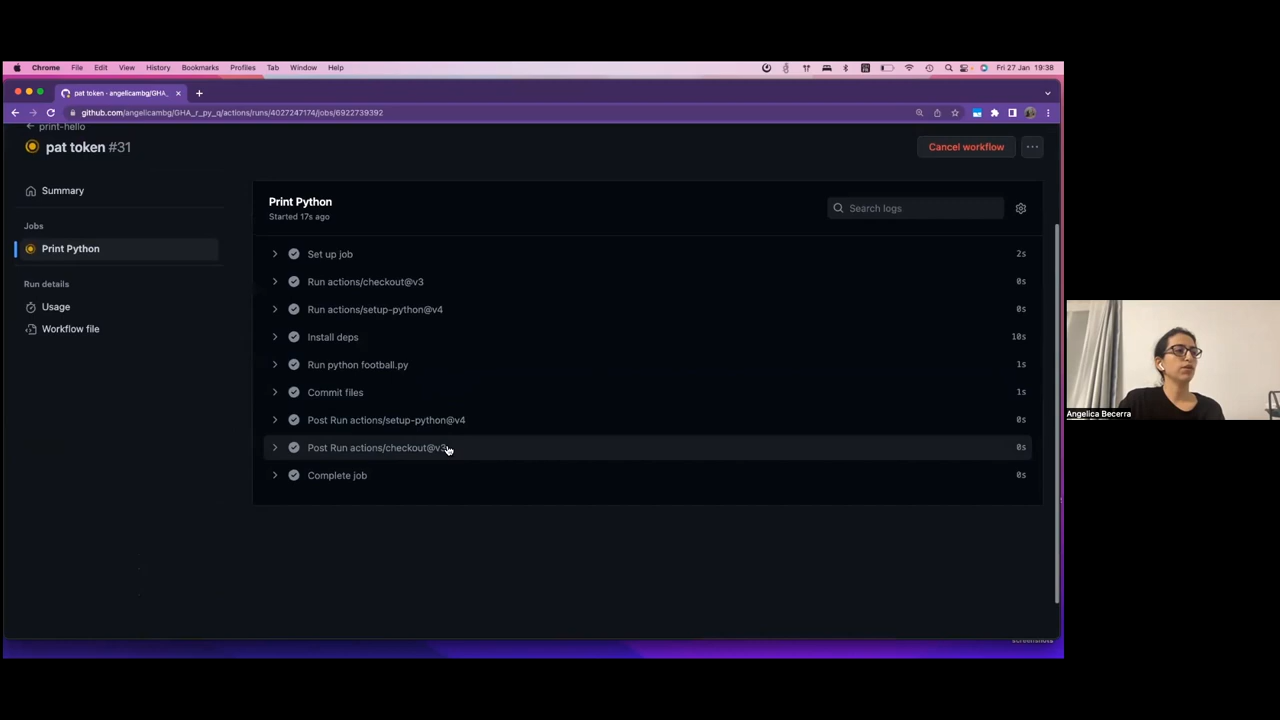 Chrome File Edit View History Bookmarks Profiles Tab Window Help
Fri 27 Jan 19:38
pat token · angelicambg/GHA_
github.com/angelicambg/GHA_r_py_q/actions/runs/4027247174/jobs/6922739392
print-hello
pat token #31
Cancel workflow
Summary
Jobs
Print Python
Run details
Usage
Workflow file
Print Python
Started 17s ago
Search logs
Set up job 2s
Run actions/checkout@v3 0s
Run actions/setup-python@v4 0s
Install deps 10s
Run python football.py 1s
Commit files 1s
Post Run actions/setup-python@v4 0s
Post Run actions/checkout@v3 0s
Complete job 0s
screenshots
Angelica Becerra